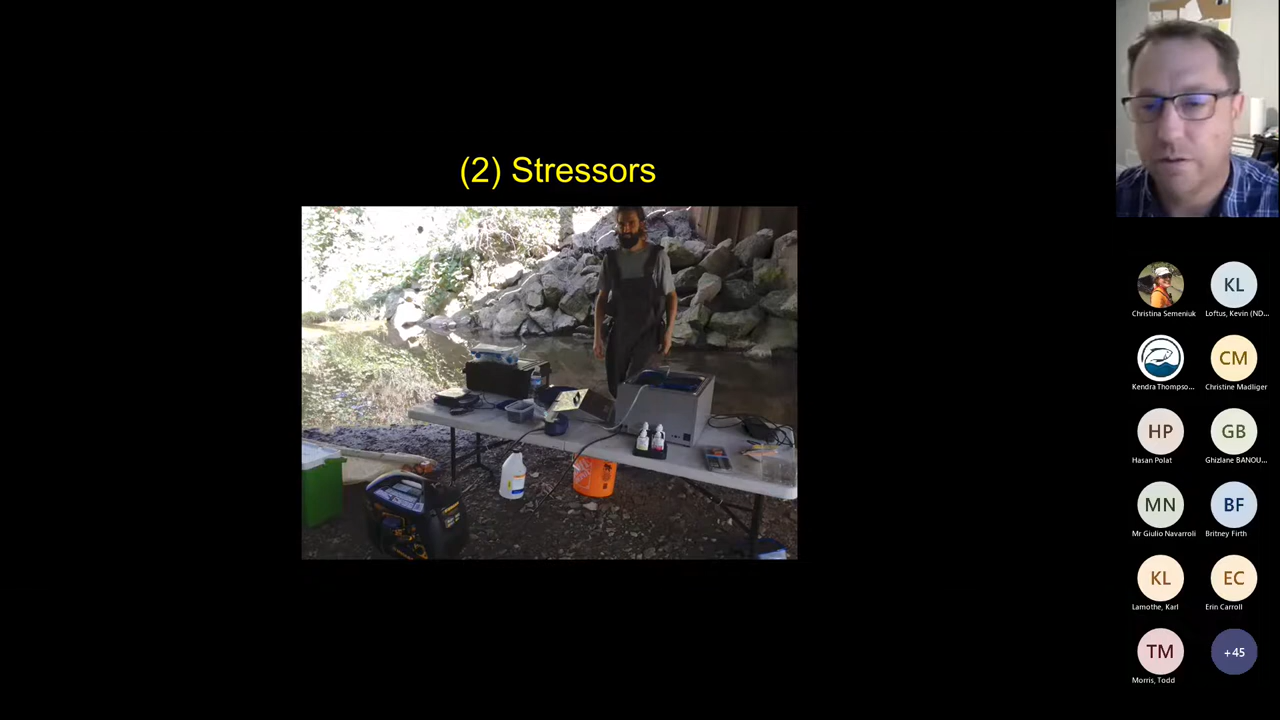 (2) Stressors
Christina Semeniuk
KL
Loftus, Kevin (ND...
Kendra Thompso...
CM
Christine Madliger
HP
Hasan Polat
GB
Ghizlane BANOU...
MN
Mr Giulio Navarroli
BF
Britney Firth
KL
Lamothe, Karl
EC
Erin Carroll
TM
Morris, Todd
+45